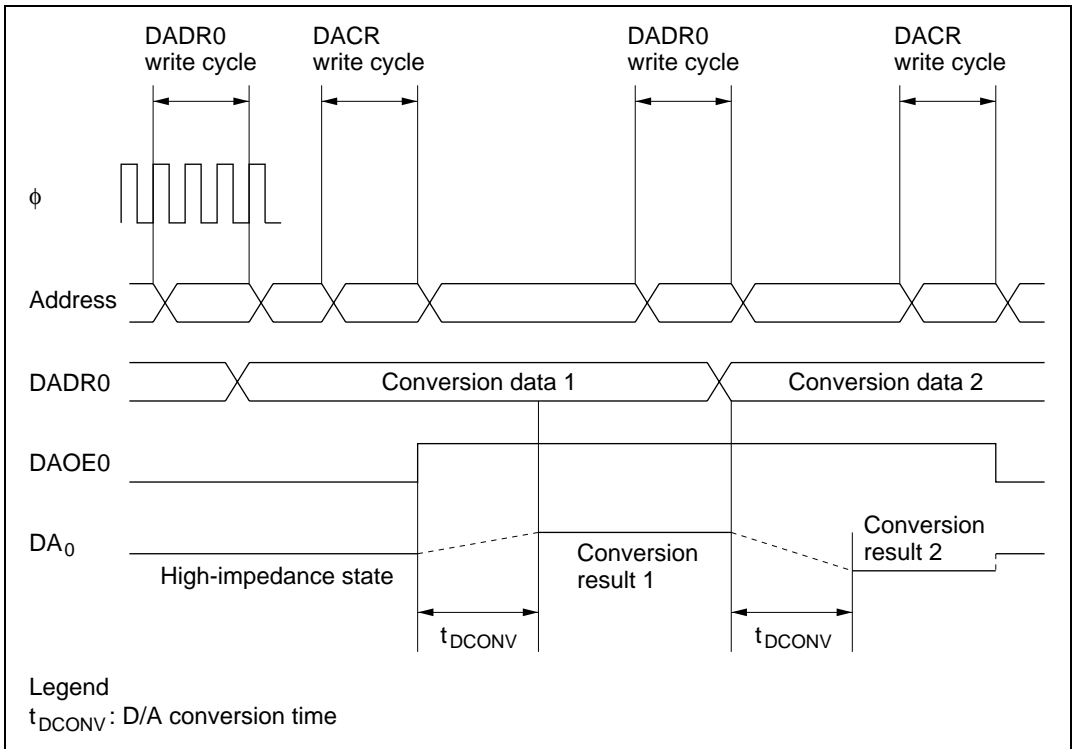 DADR0
write cycle
DACR
write cycle
DADR0
write cycle
DACR
write cycle
ϕ
Address
DADR0
Conversion data 1
Conversion data 2
DAOE0
DA0
High-impedance state
Conversion
result 1
Conversion
result 2
tDCONV
tDCONV
Legend
tDCONV : D/A conversion time